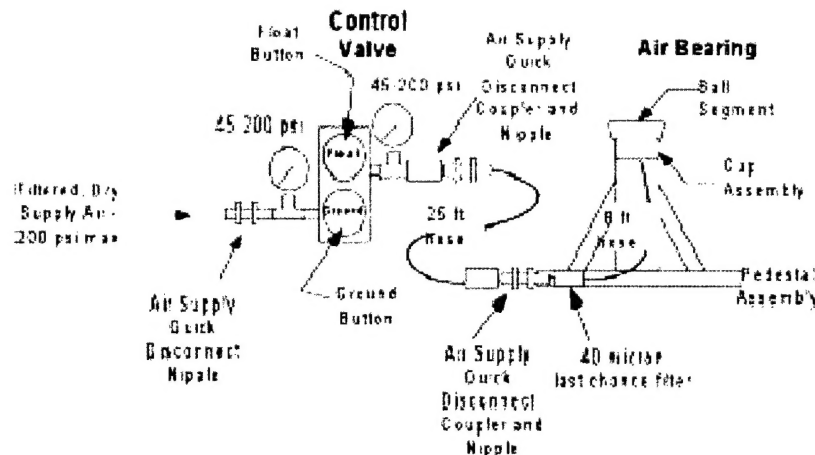 Control
Valve
Float
Button
Air Supply
Quick
Disconnect
Coupler and
Nipple
Air Bearing
Ball
Segment
Cup
Assembly
45-200 psi
45-200 psi
Float
Ground
Filtered, Dry
Supply Air -
200 psi max
Air Supply
Quick
Disconnect
Nipple
Ground
Button
25 ft
Hose
8 ft
Hose
Pedestal
Assembly
Air Supply
Quick
Disconnect
Coupler and
Nipple
40 micron
last chance filter